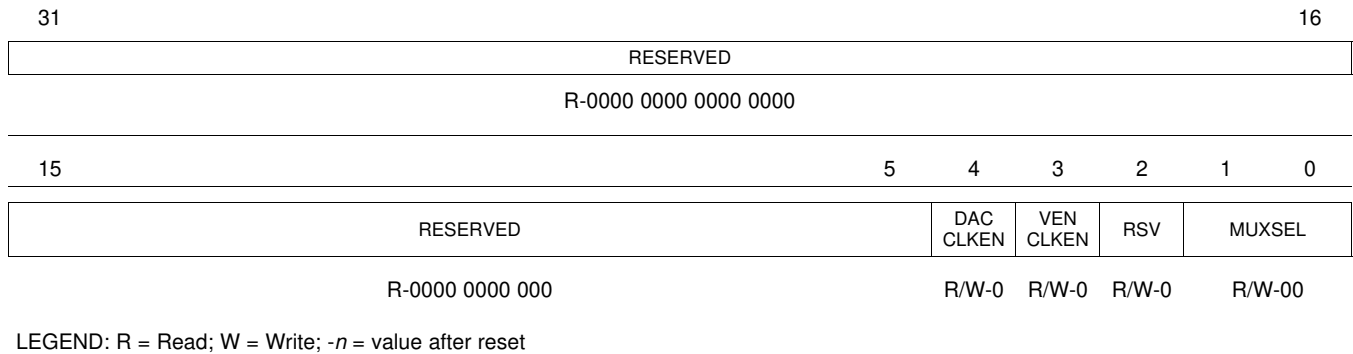 31 16
RESERVED
R-0000 0000 0000 0000
15 5 4 3 2 1 0
RESERVED DAC CLKEN VEN CLKEN RSV MUXSEL
R-0000 0000 000 R/W-0 R/W-0 R/W-0 R/W-00
LEGEND: R = Read; W = Write; -n = value after reset